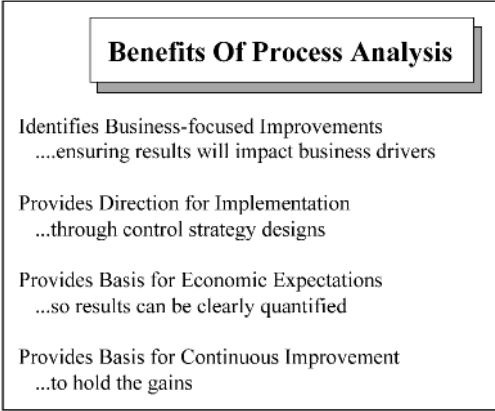 Benefits Of Process Analysis
Identifies Business-focused Improvements
....ensuring results will impact business drivers
Provides Direction for Implementation
...through control strategy designs
Provides Basis for Economic Expectations
...so results can be clearly quantified
Provides Basis for Continuous Improvement
...to hold the gains